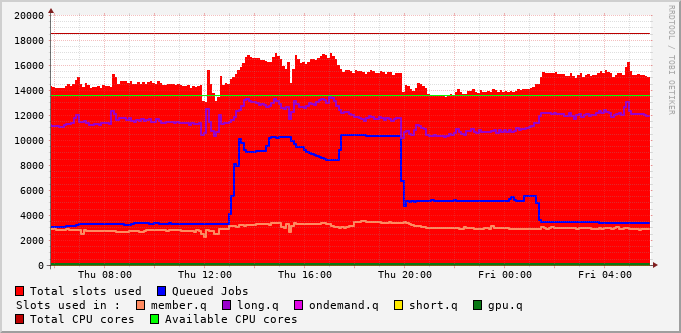 20000
18000
16000
14000
12000
10000
8000
6000
4000
2000
0
Thu 08:00 Thu 12:00 Thu 16:00 Thu 20:00 Fri 00:00 Fri 04:00
RRDTOOL / TOBI OETIKER
Total slots used Queued Jobs
Slots used in : member.q long.q ondemand.q short.q gpu.q
Total CPU cores Available CPU cores